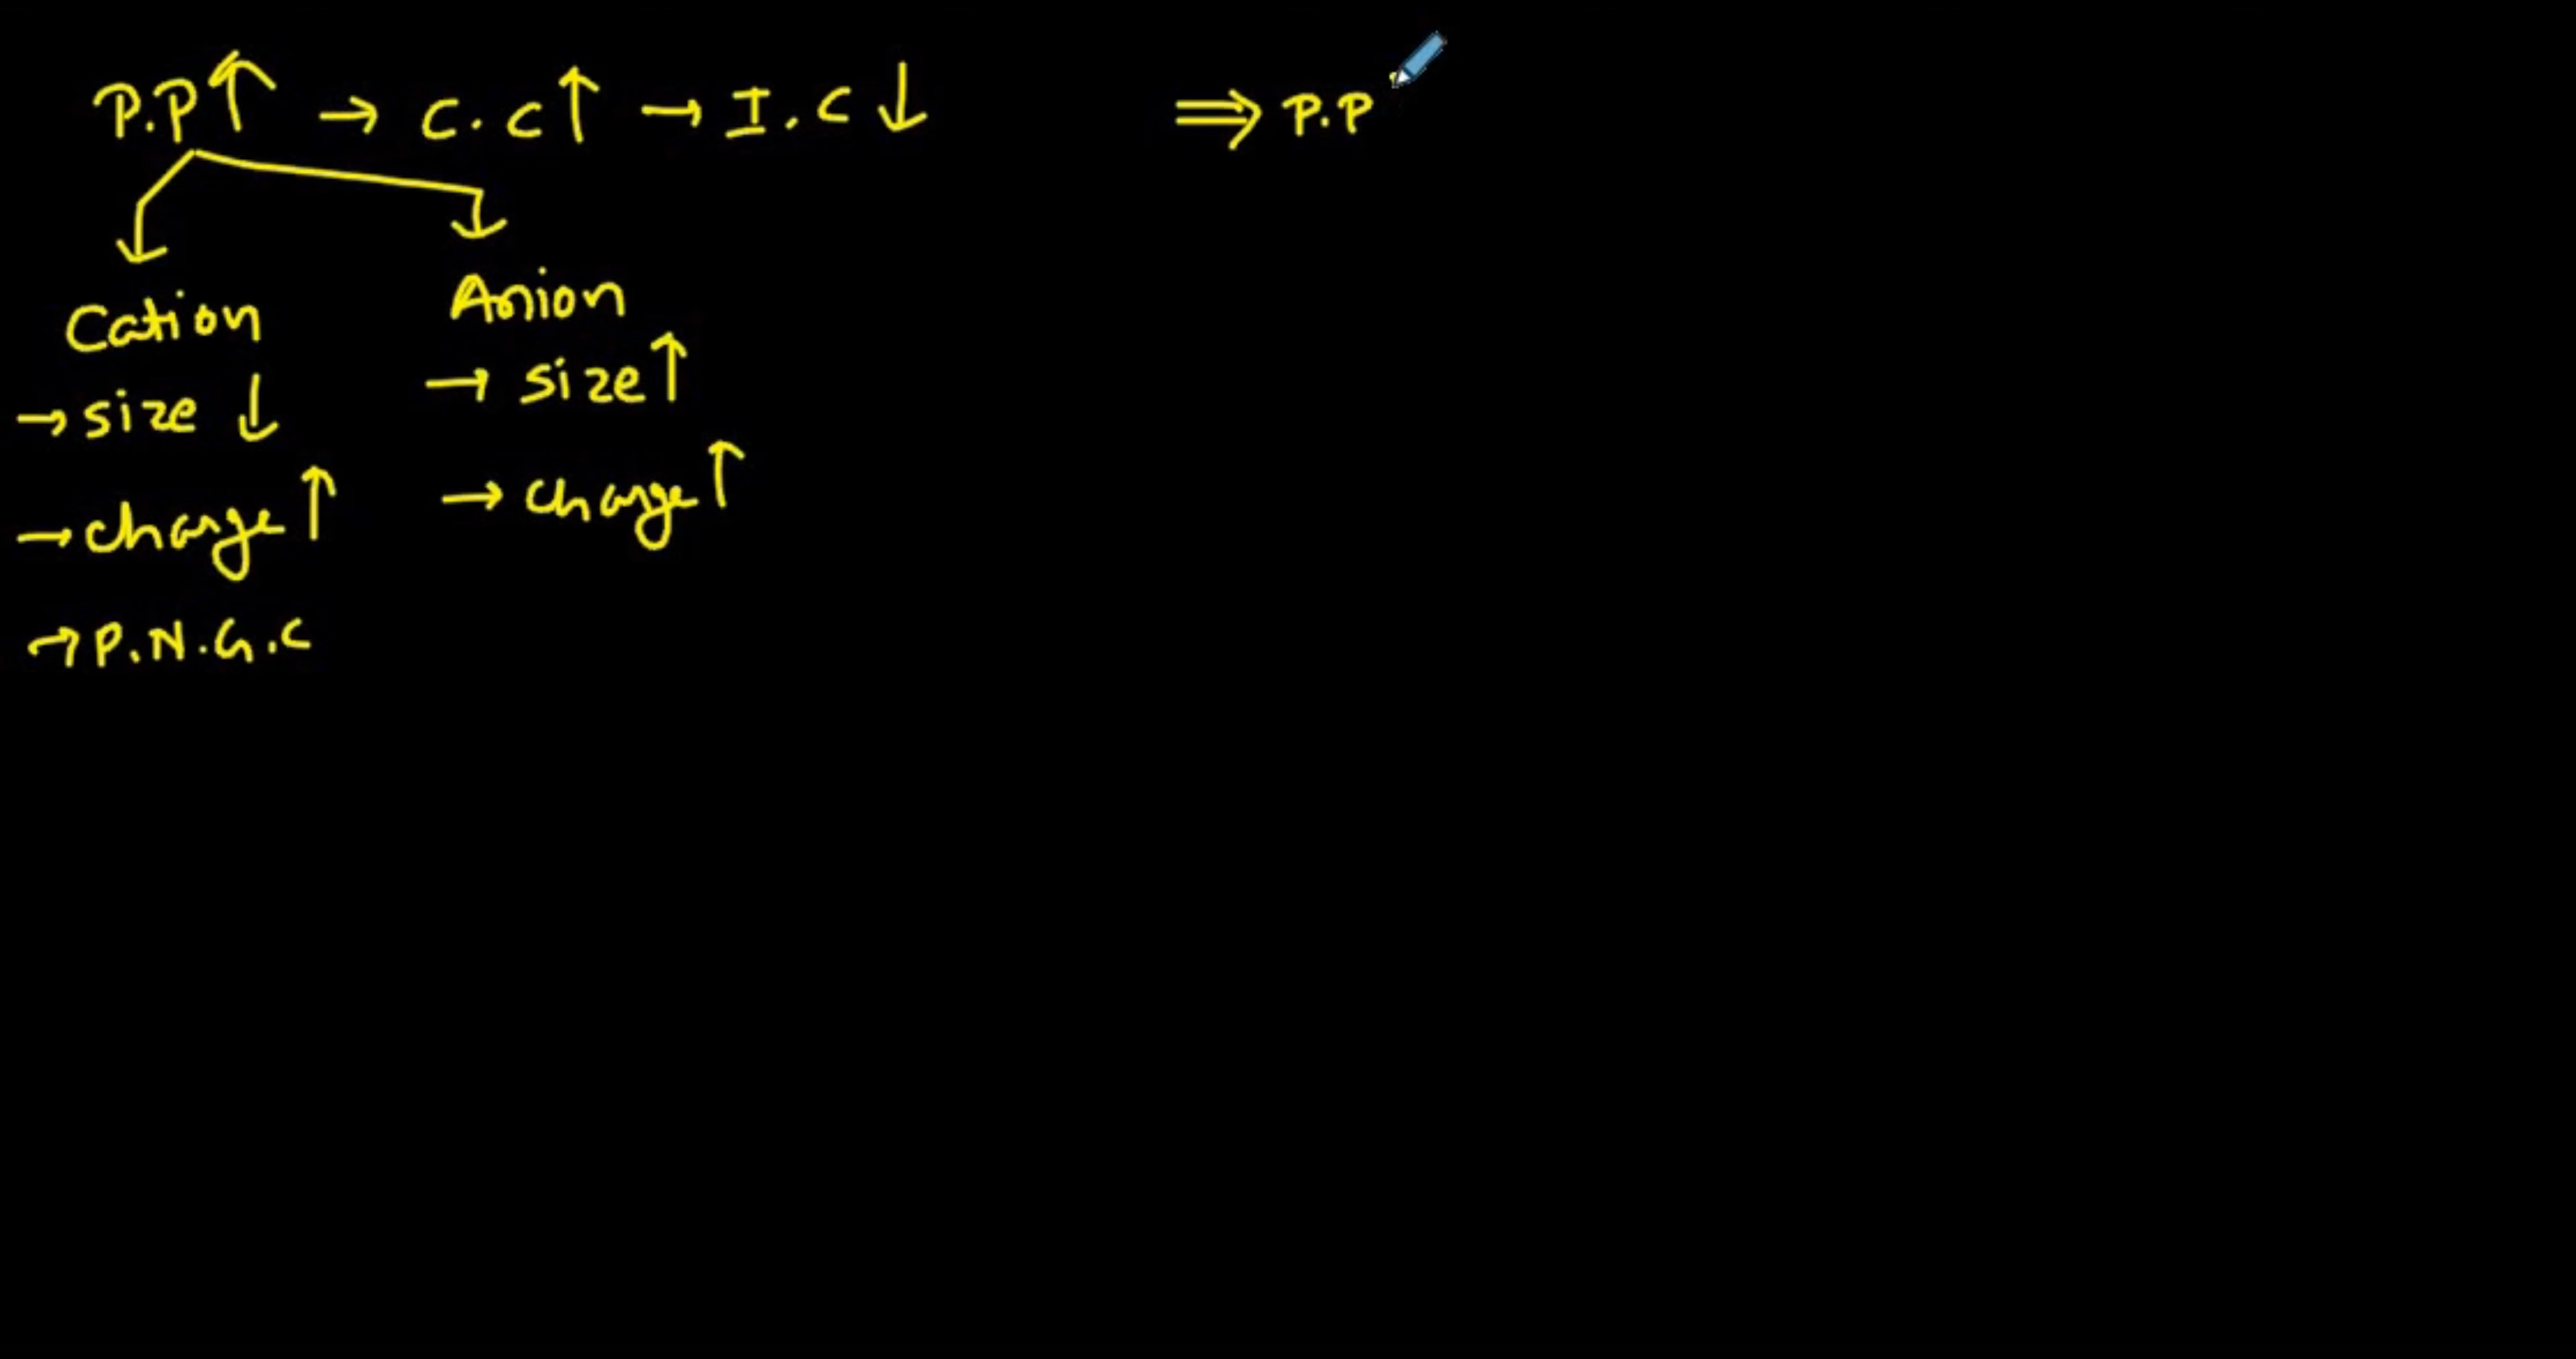 P.P↑ → C.C↑ → I.C↓ ⇒ P.P
Cation
→ size ↓
→ charge↑
→ P.N.G.C
Anion
→ size↑
→ charge↑